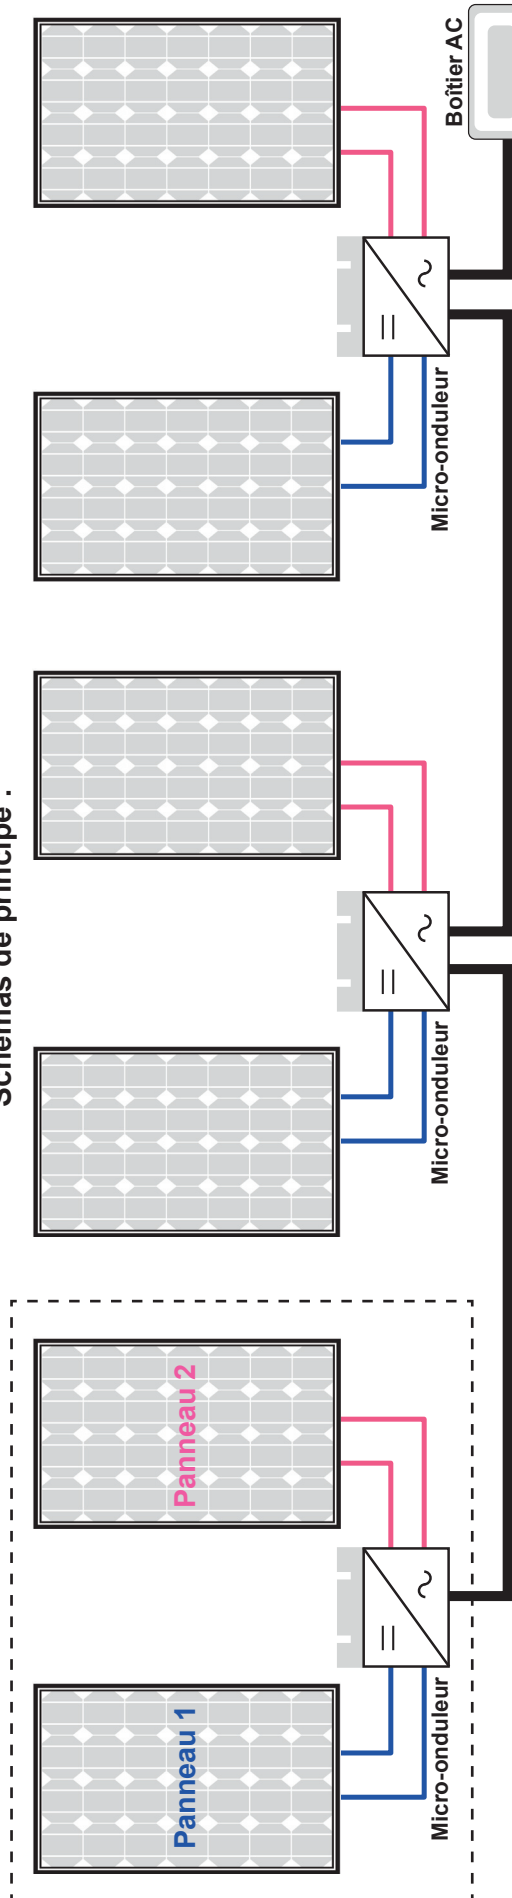 Schémas de principe :
Panneau 1
Panneau 2
Micro-onduleur
Micro-onduleur
Micro-onduleur
Boîtier AC